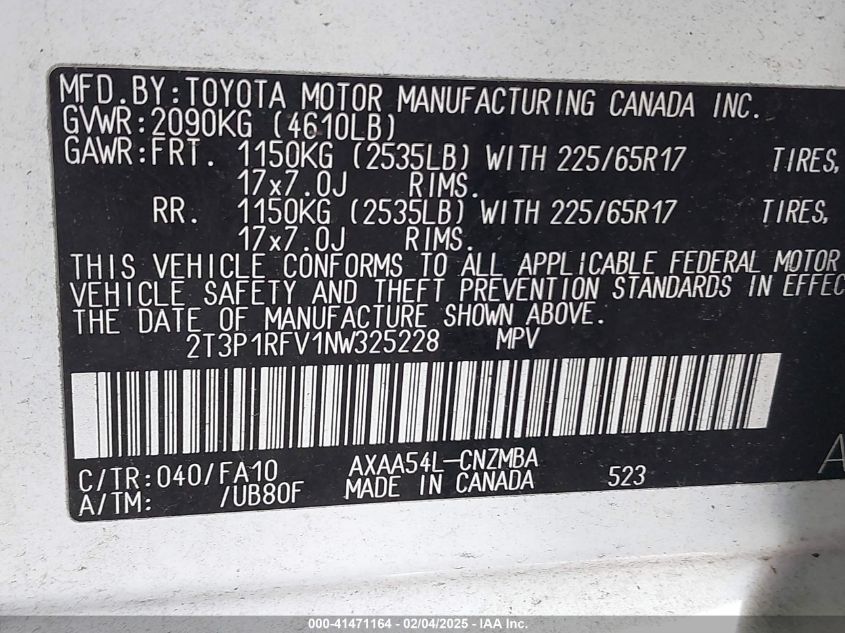 MFD.BY:TOYOTA MOTOR MANUFACTURING CANADA INC.
GVWR:2090KG (4610LB)
GAWR:FRT. 1150KG (2535LB) WITH 225/65R17 TIRES,
17x7.0J RIMS.
RR. 1150KG (2535LB) WITH 225/65R17 TIRES,
17x7.0J RIMS.
THIS VEHICLE CONFORMS TO ALL APPLICABLE FEDERAL MOTOR
VEHICLE SAFETY AND THEFT PREVENTION STANDARDS IN EFFEC
THE DATE OF MANUFACTURE SHOWN ABOVE.
2T3P1RFV1NW325228 MPV
C/TR:040/FA10 AXAA54L-CNZMBA A
A/TM: /UB80F MADE IN CANADA 523
000-41471164 - 02/04/2025 - IAA Inc.